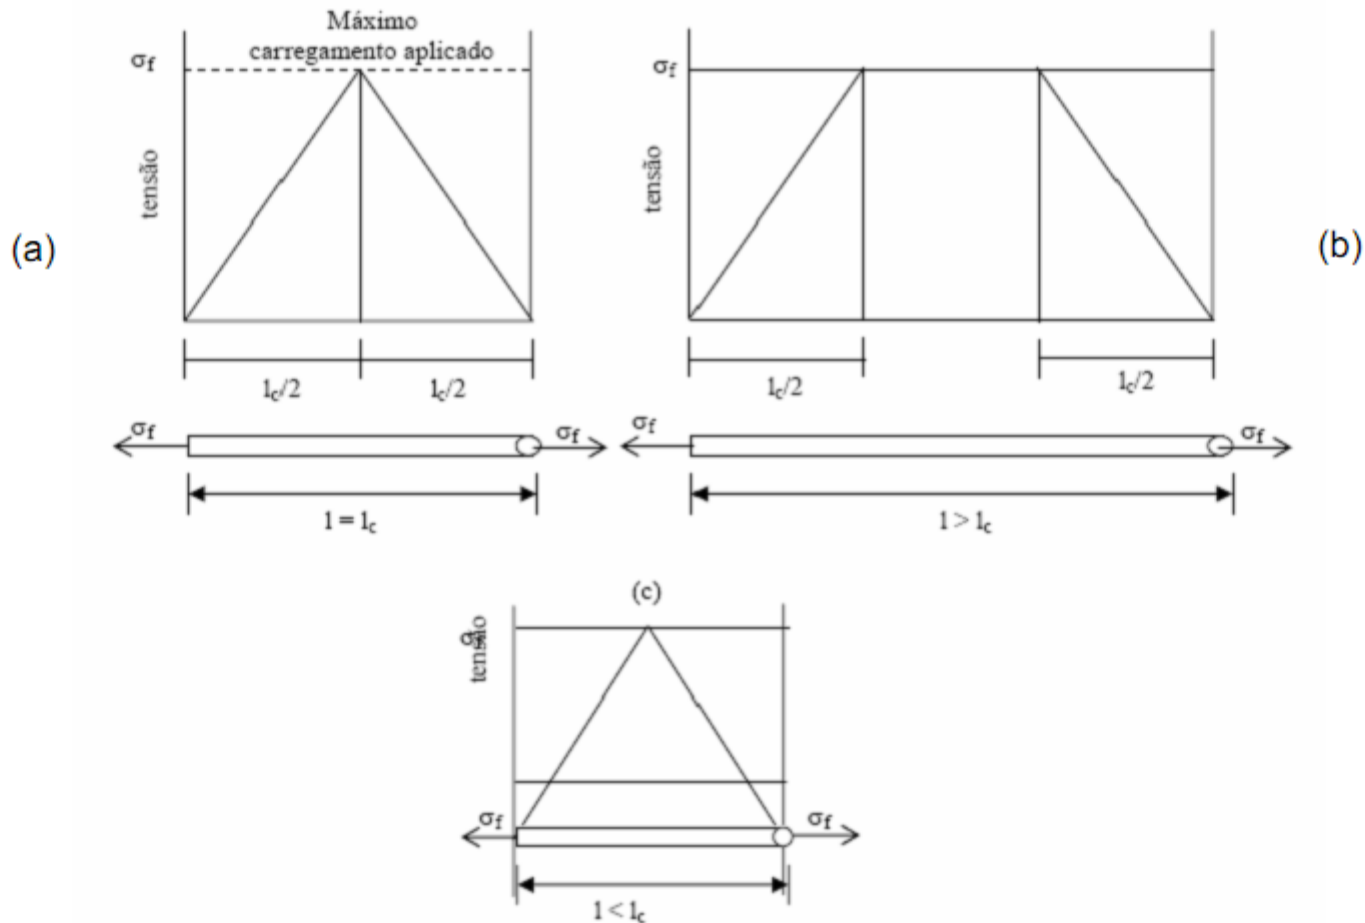 Máximo
carregamento aplicado
σf
tensão
(a)
lc/2
lc/2
σf
σf
l = lc
σf
tensão
(b)
lc/2
lc/2
σf
σf
l > lc
(c)
σf
tensão
σf
σf
l < lc